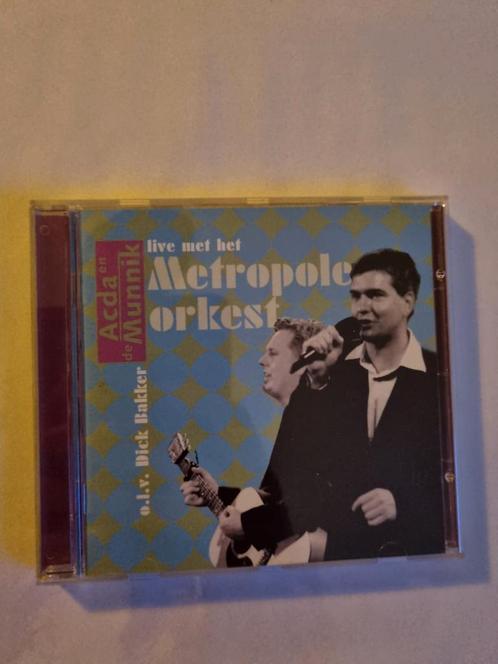 Acda en
de Munnik
live met het
Metropole
orkest
o.l.v. Dick Bakker